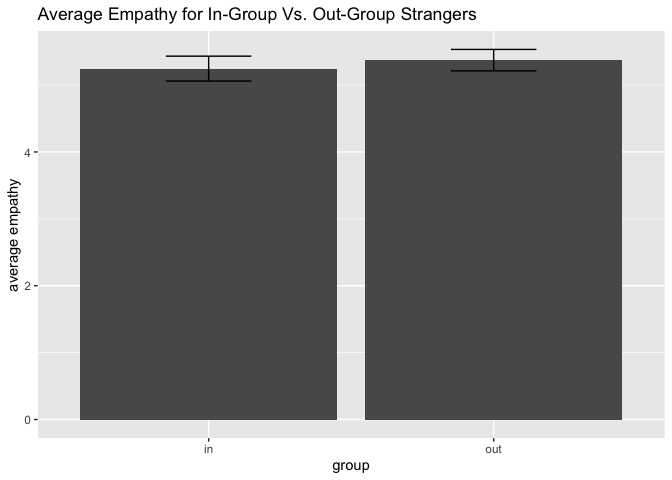 Average Empathy for In-Group Vs. Out-Group Strangers
average empathy
4
2
0
in
out
group